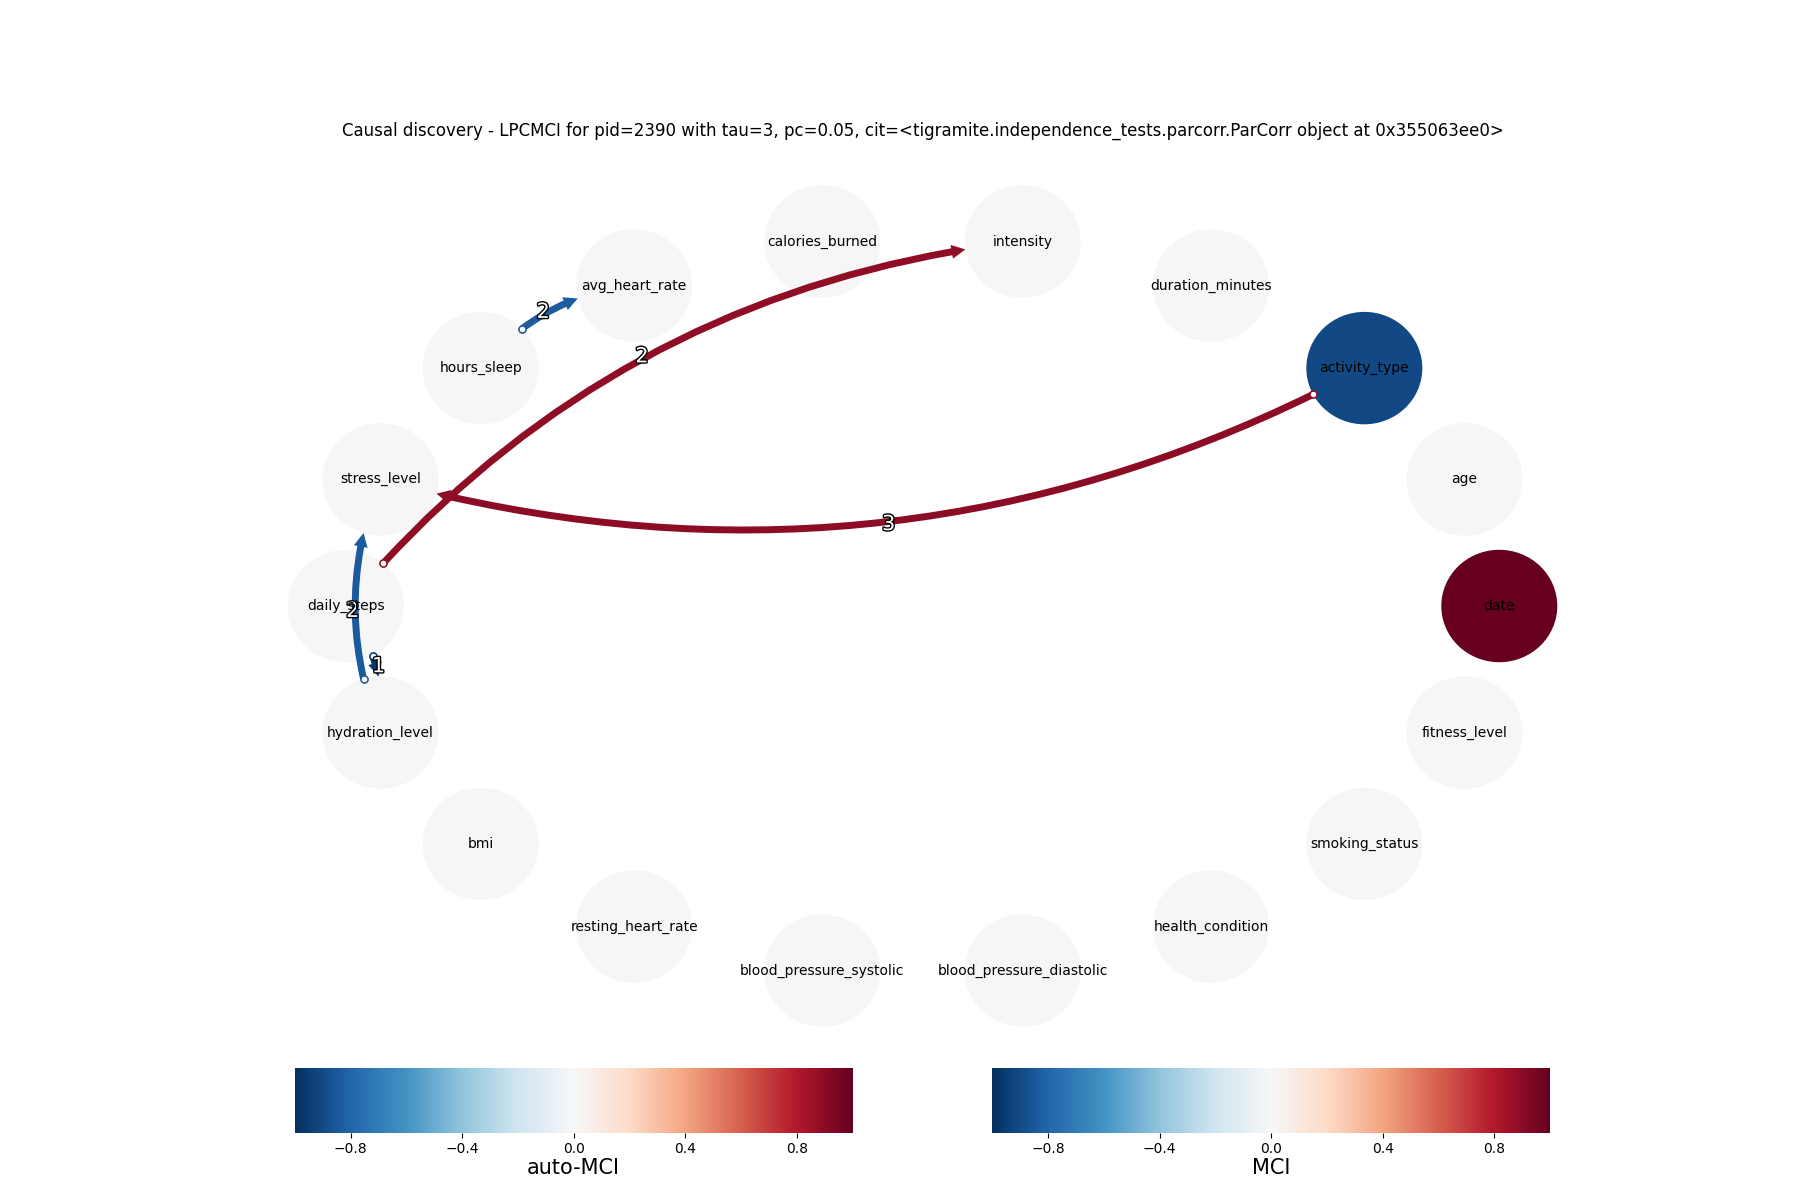 Causal discovery - LPCMCI for pid=2390 with tau=3, pc=0.05, cit=<tigramite.independence_tests.parcorr.ParCorr object at 0x355063ee0>
calories_burned
intensity
avg_heart_rate
duration_minutes
2
2
hours_sleep
activity_type
stress_level
age
3
daily_steps
2
date
1
hydration_level
fitness_level
bmi
smoking_status
resting_heart_rate
health_condition
blood_pressure_systolic
blood_pressure_diastolic
−0.8 −0.4 0.0 0.4 0.8
auto-MCI
−0.8 −0.4 0.0 0.4 0.8
MCI